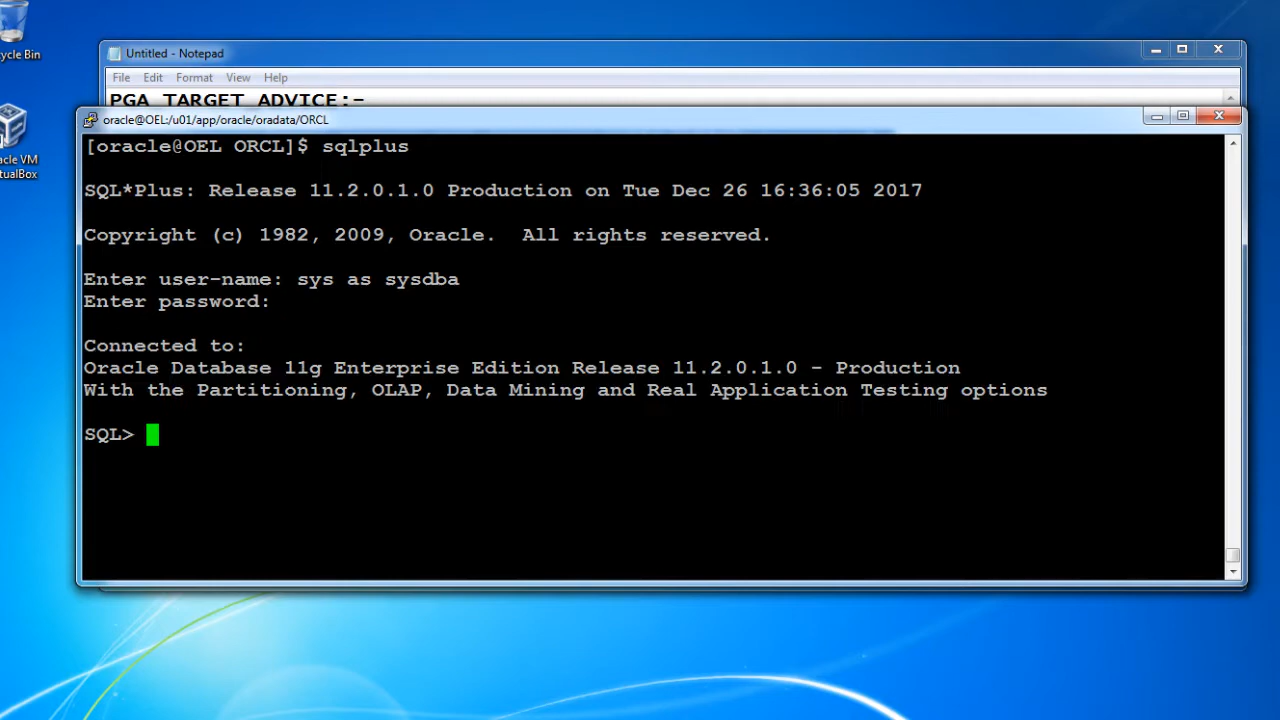 cycle Bin
Untitled - Notepad
File Edit Format View Help
PGA TARGET ADVICE:-
oracle@OEL:/u01/app/oracle/oradata/ORCL
acle VM
tualBox
[oracle@OEL ORCL]$ sqlplus
SQL*Plus: Release 11.2.0.1.0 Production on Tue Dec 26 16:36:05 2017
Copyright (c) 1982, 2009, Oracle.  All rights reserved.
Enter user-name: sys as sysdba
Enter password:
Connected to:
Oracle Database 11g Enterprise Edition Release 11.2.0.1.0 - Production
With the Partitioning, OLAP, Data Mining and Real Application Testing options
SQL>